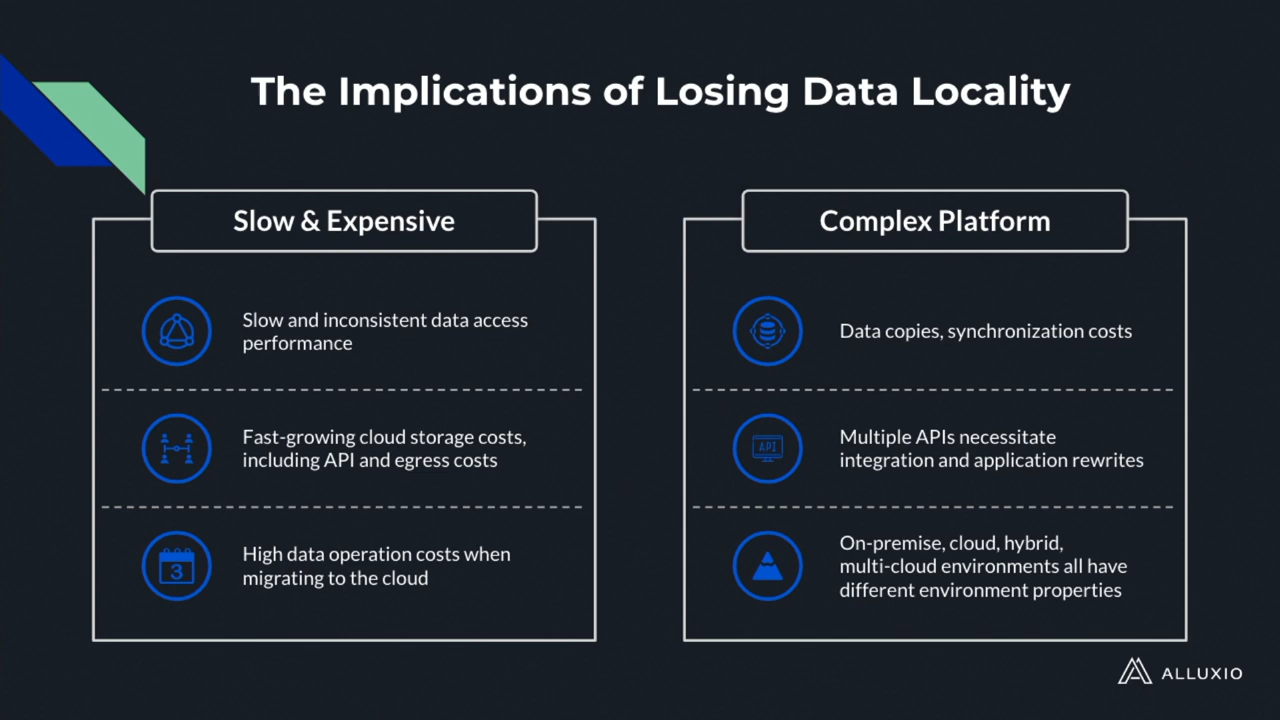 The Implications of Losing Data Locality
Slow & Expensive
Slow and inconsistent data access
performance
Fast-growing cloud storage costs,
including API and egress costs
3
High data operation costs when
migrating to the cloud
Complex Platform
Data copies, synchronization costs
API
Multiple APIs necessitate
integration and application rewrites
On-premise, cloud, hybrid,
multi-cloud environments all have
different environment properties
ALLUXIO